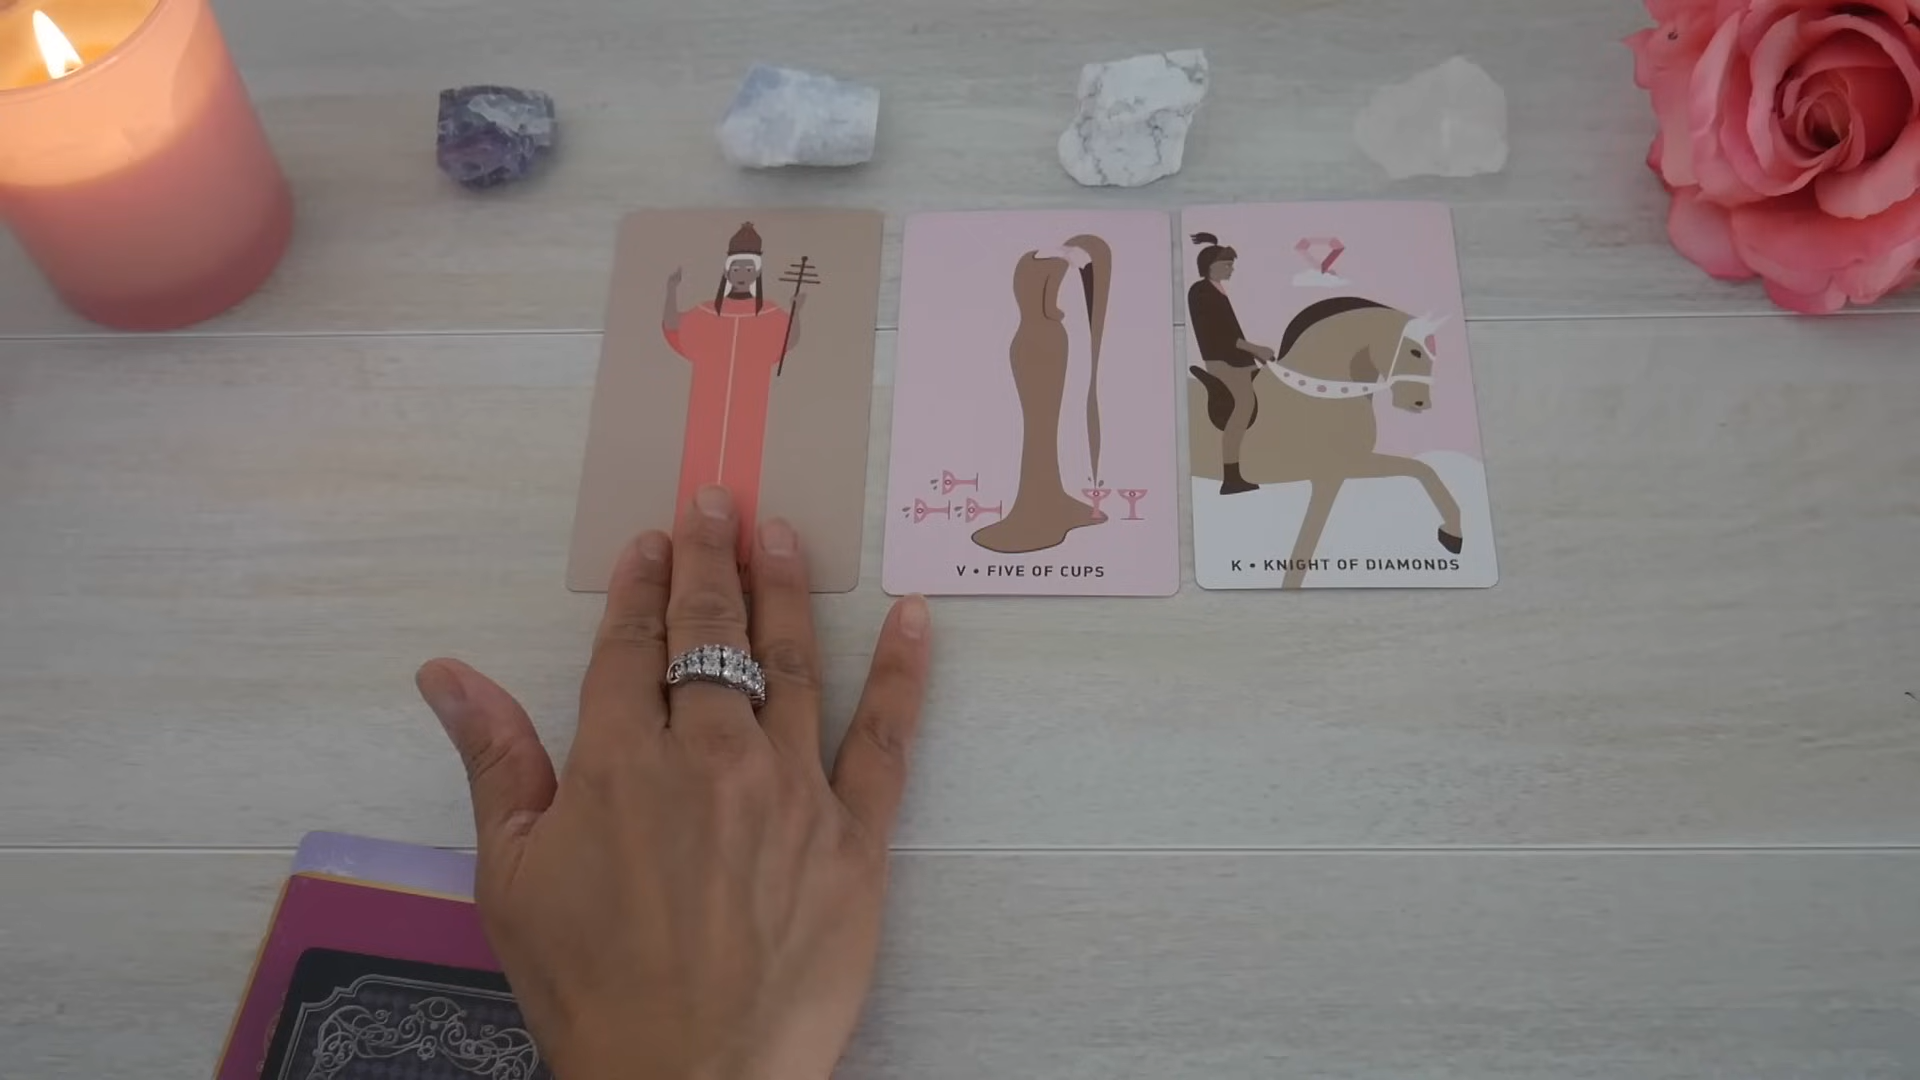 V • FIVE OF CUPS
K • KNIGHT OF DIAMONDS